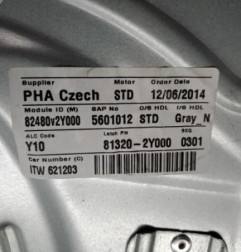 Supplier Motor Order Date
PHA Czech STD 12/06/2014
Module ID (M) SAP No O/S HDL I/S HDL
82480v2Y000 5601012 STD Gray_N
ALC Code Latch PN SEQ
Y10 81320-2Y000 0301
Car Number (C)
ITW 621203